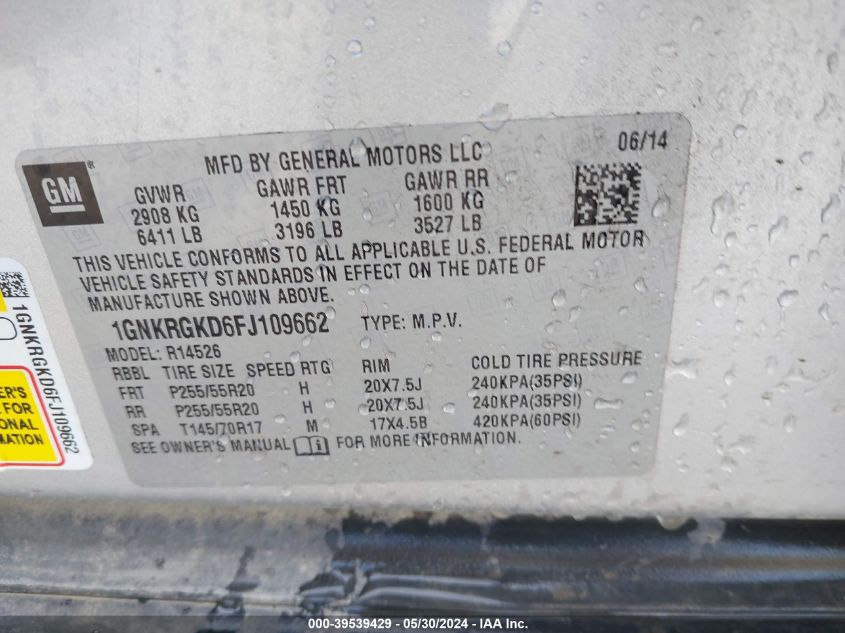 06/14
GM
MFD BY GENERAL MOTORS LLC
GVWR GAWR FRT GAWR RR
2908 KG 1450 KG 1600 KG
6411 LB 3196 LB 3527 LB
THIS VEHICLE CONFORMS TO ALL APPLICABLE U.S. FEDERAL MOTOR
VEHICLE SAFETY STANDARDS IN EFFECT ON THE DATE OF
MANUFACTURE SHOWN ABOVE.
1GNKRGKD6FJ109662 TYPE: M.P.V.
MODEL: R14526
RBBL TIRE SIZE SPEED RTG RIM COLD TIRE PRESSURE
FRT P255/55R20 H 20X7.5J 240KPA(35PSI)
RR P255/55R20 H 20X7.5J 240KPA(35PSI)
SPA T145/70R17 M 17X4.5B 420KPA(60PSI)
SEE OWNER'S MANUAL FOR MORE INFORMATION.
1GNKRGKD6FJ109662
ER'S
FOR
ONAL
MATION
000-39539429 - 05/30/2024 - IAA Inc.